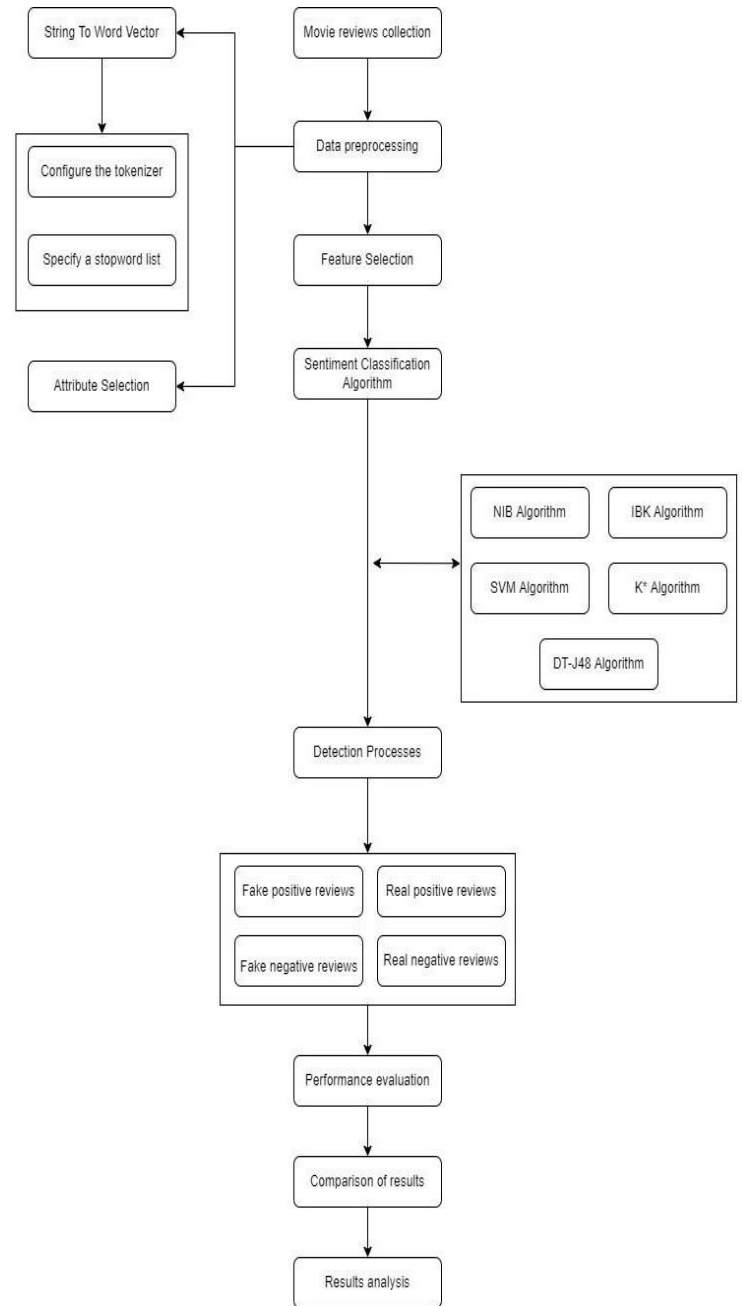 String To Word Vector
Movie reviews collection
Configure the tokenizer
Data preprocessing
Specify a stopword list
Feature Selection
Attribute Selection
Sentiment Classification
Algorithm
NIB Algorithm
IBK Algorithm
SVM Algorithm
K* Algorithm
DT-J48 Algorithm
Detection Processes
Fake positive reviews
Real positive reviews
Fake negative reviews
Real negative reviews
Performance evaluation
Comparison of results
Results analysis